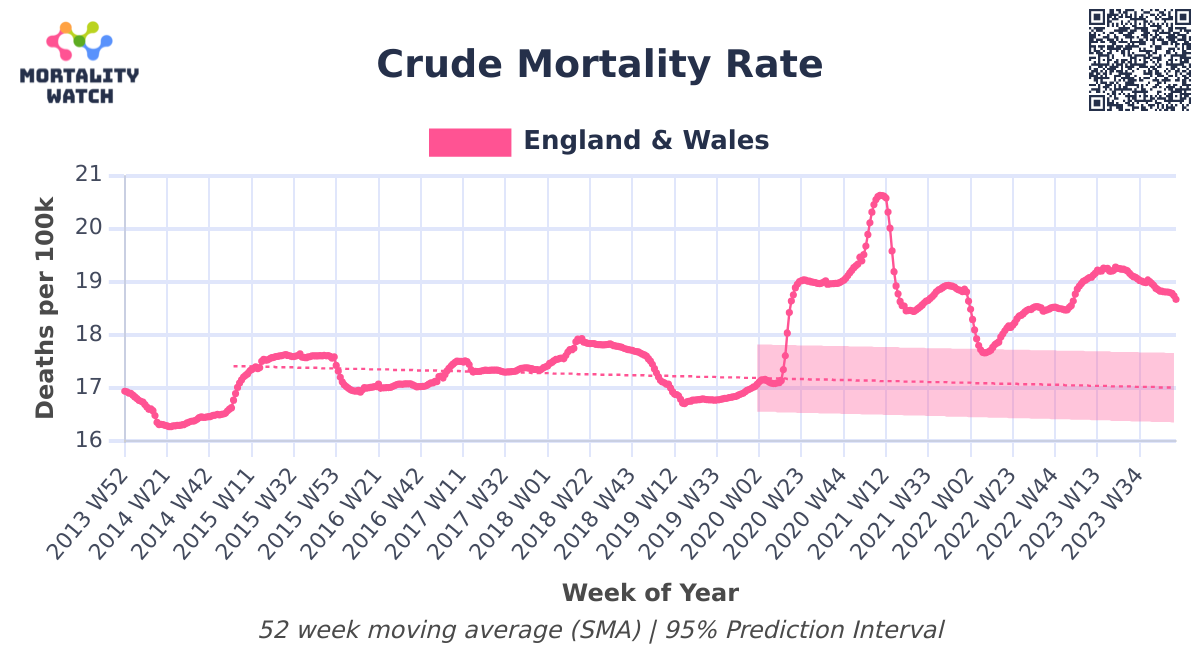 MORTALITY
WATCH
Crude Mortality Rate
England & Wales
Deaths per 100k
21
20
19
18
17
16
2013 W52
2014 W21
2014 W42
2015 W11
2015 W32
2015 W53
2016 W21
2016 W42
2017 W11
2017 W32
2018 W01
2018 W22
2018 W43
2019 W12
2019 W33
2020 W02
2020 W23
2020 W44
2021 W12
2021 W33
2022 W02
2022 W23
2022 W44
2023 W13
2023 W34
Week of Year
52 week moving average (SMA) | 95% Prediction Interval